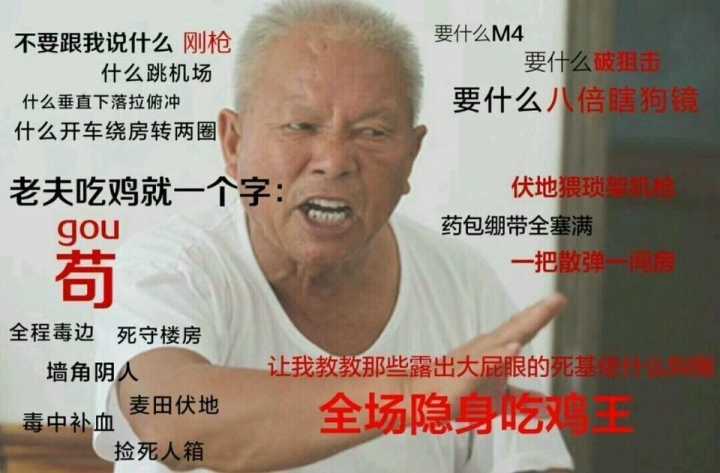 不要跟我说什么 刚枪
什么跳机场
什么垂直下落拉俯冲
什么开车绕房转两圈
老夫吃鸡就一个字：
gou
苟
全程毒边 死守楼房
墙角阴人
毒中补血 麦田伏地
捡死人箱
要什么M4
要什么破狙击
要什么八倍瞎狗镜
伏地猥琐架机枪
药包绷带全塞满
一把散弹一间房
让我教教那些露出大屁眼的死基佬什么叫做
全场隐身吃鸡王